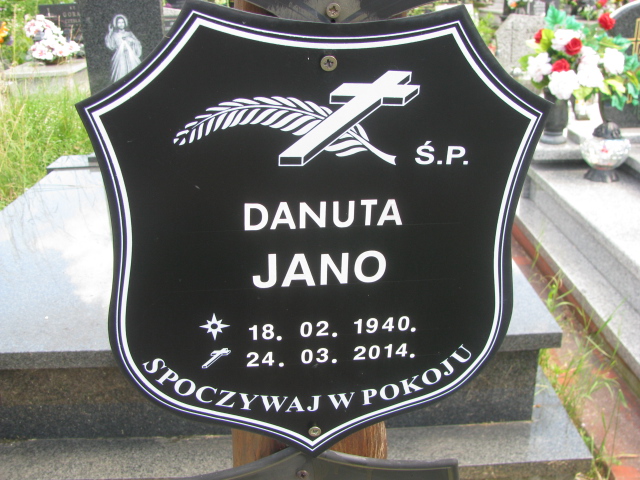 Ś.P.
DANUTA
JANO
18. 02. 1940.
24. 03. 2014.
SPOCZYWAJ W POKOJU